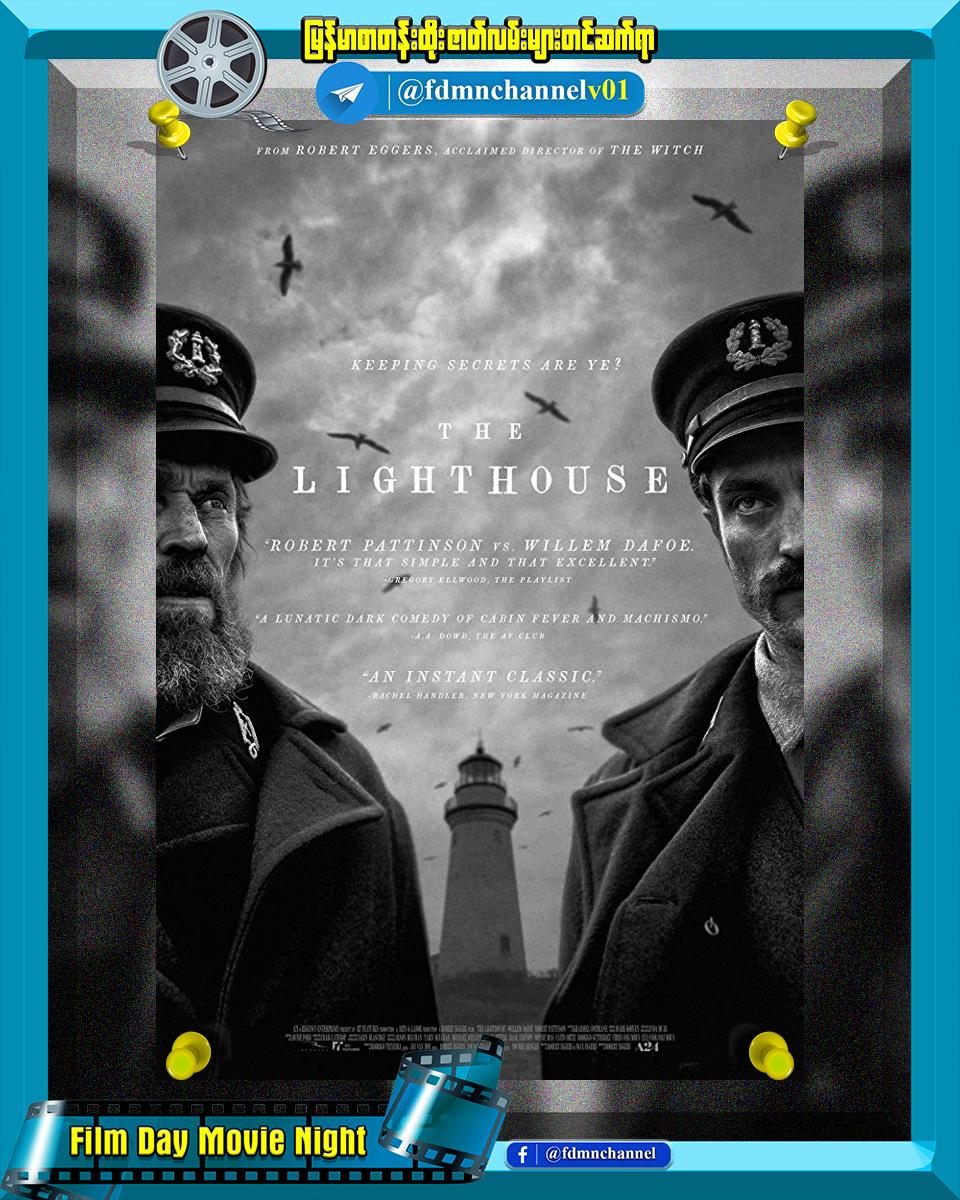 မြန်မာစာတန်းထိုးဇာတ်လမ်းများတင်ဆက်ရာ
@fdmnchannelv01
FROM ROBERT EGGERS, ACCLAIMED DIRECTOR OF THE WITCH
KEEPING SECRETS ARE YE?
THE
LIGHTHOUSE
“ROBERT PATTINSON VS. WILLEM DAFOE.
IT'S THAT SIMPLE AND THAT EXCELLENT.”
-GREGORY ELLWOOD, THE PLAYLIST
“A LUNATIC DARK COMEDY OF CABIN FEVER AND MACHISMO.”
-A.A. DOWD, THE AV CLUB
“AN INSTANT CLASSIC.”
-RACHEL HANDLER, NEW YORK MAGAZINE
A24
Film Day Movie Night
@fdmnchannel